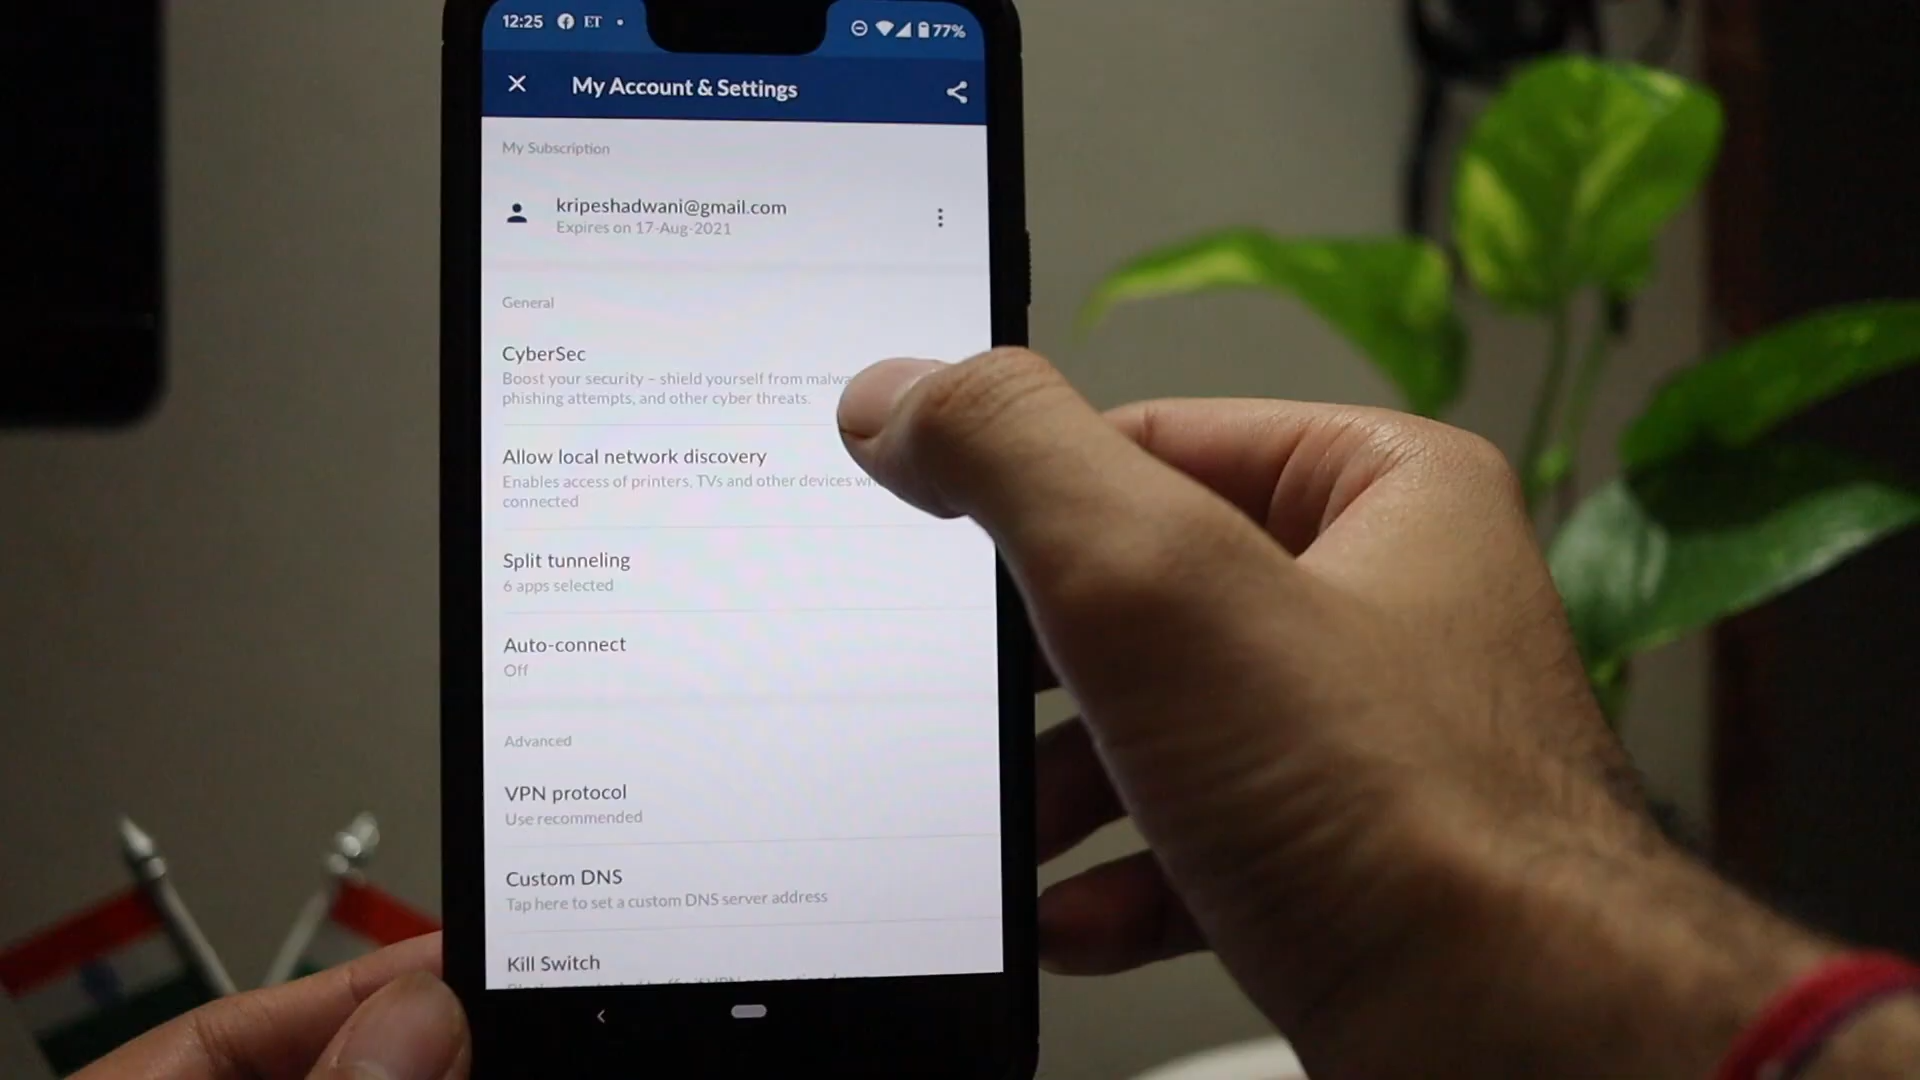 12:25 ET 77%
My Account & Settings
My Subscription
kripeshadwani@gmail.com
Expires on 17-Aug-2021
General
CyberSec
Boost your security – shield yourself from
phishing attempts, and other cyber threats.
Allow local network discovery
Enables access of printers, TVs and other devices
connected
Split tunneling
6 apps selected
Auto-connect
Off
Advanced
VPN protocol
Use recommended
Custom DNS
Tap here to set a custom DNS server address
Kill Switch